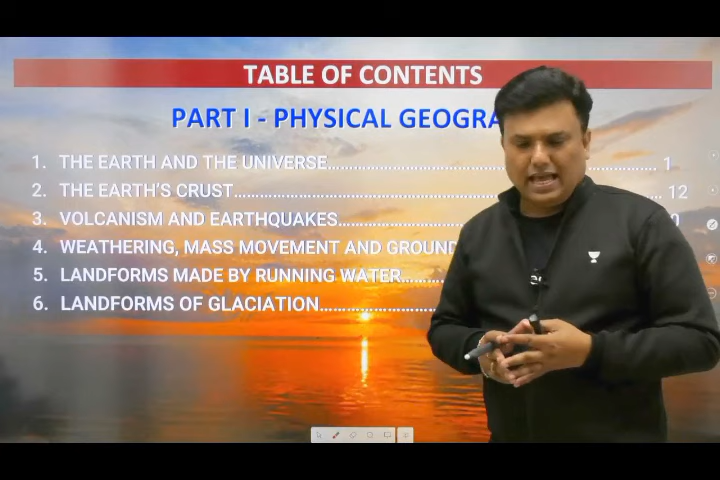 TABLE OF CONTENTS
PART I - PHYSICAL GEOGRA
1. THE EARTH AND THE UNIVERSE.................................................................. 1
2. THE EARTH'S CRUST........................................................................... 12
3. VOLCANISM AND EARTHQUAKES............................ 0
4. WEATHERING, MASS MOVEMENT AND GROUND
5. LANDFORMS MADE BY RUNNING WATER...........
6. LANDFORMS OF GLACIATION............................